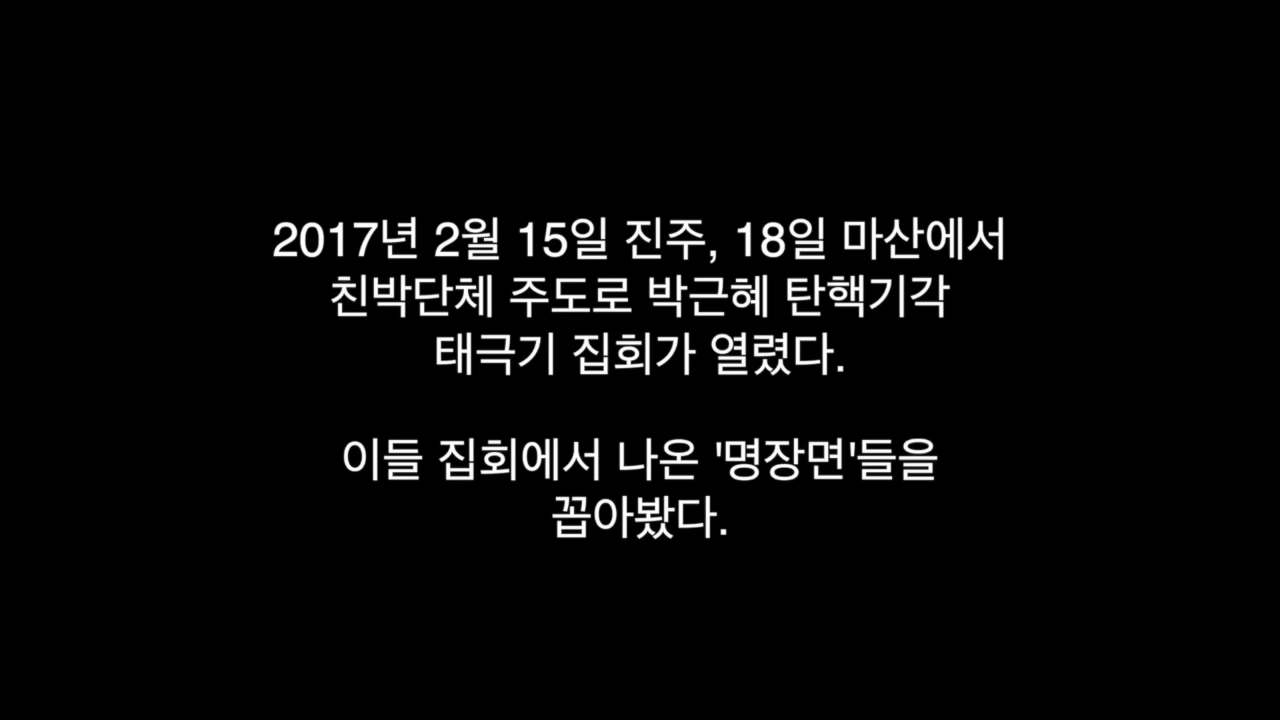 2017년 2월 15일 진주, 18일 마산에서
친박단체 주도로 박근혜 탄핵기각
태극기 집회가 열렸다.
이들 집회에서 나온 '명장면'들을
꼽아봤다.